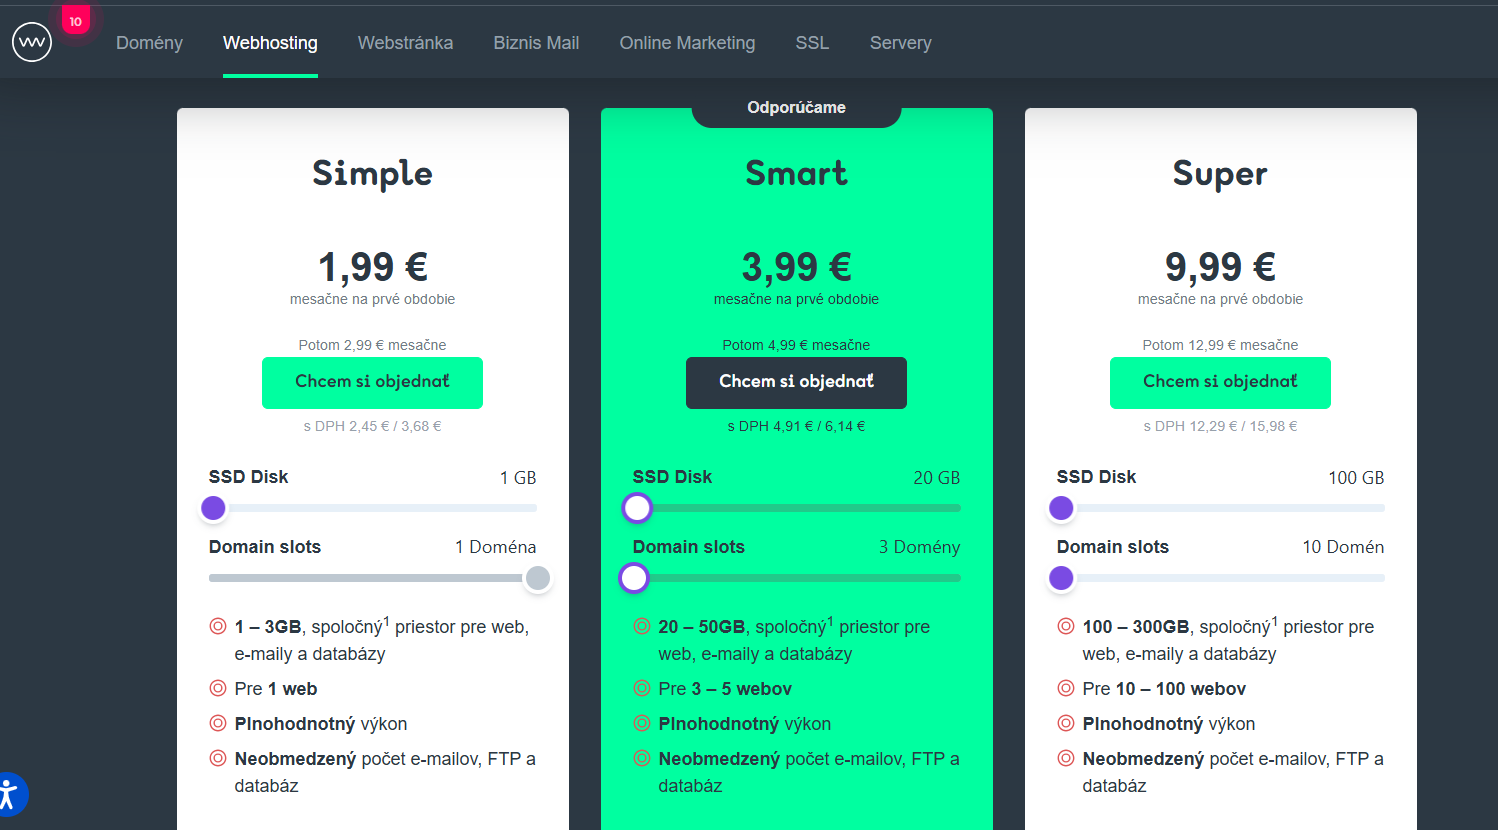 10
Domény Webhosting Webstránka Biznis Mail Online Marketing SSL Servery
Simple
1,99 €
mesačne na prvé obdobie
Potom 2,99 € mesačne
Chcem si objednať
s DPH 2,45 € / 3,68 €
SSD Disk 1 GB
Domain slots 1 Doména
1 – 3GB, spoločný1 priestor pre web,
e-maily a databázy
Pre 1 web
Plnohodnotný výkon
Neobmedzený počet e-mailov, FTP a
databáz
Odporúčame
Smart
3,99 €
mesačne na prvé obdobie
Potom 4,99 € mesačne
Chcem si objednať
s DPH 4,91 € / 6,14 €
SSD Disk 20 GB
Domain slots 3 Domény
20 – 50GB, spoločný1 priestor pre
web, e-maily a databázy
Pre 3 – 5 webov
Plnohodnotný výkon
Neobmedzený počet e-mailov, FTP a
databáz
Super
9,99 €
mesačne na prvé obdobie
Potom 12,99 € mesačne
Chcem si objednať
s DPH 12,29 € / 15,98 €
SSD Disk 100 GB
Domain slots 10 Domén
100 – 300GB, spoločný1 priestor pre
web, e-maily a databázy
Pre 10 – 100 webov
Plnohodnotný výkon
Neobmedzený počet e-mailov, FTP a
databáz